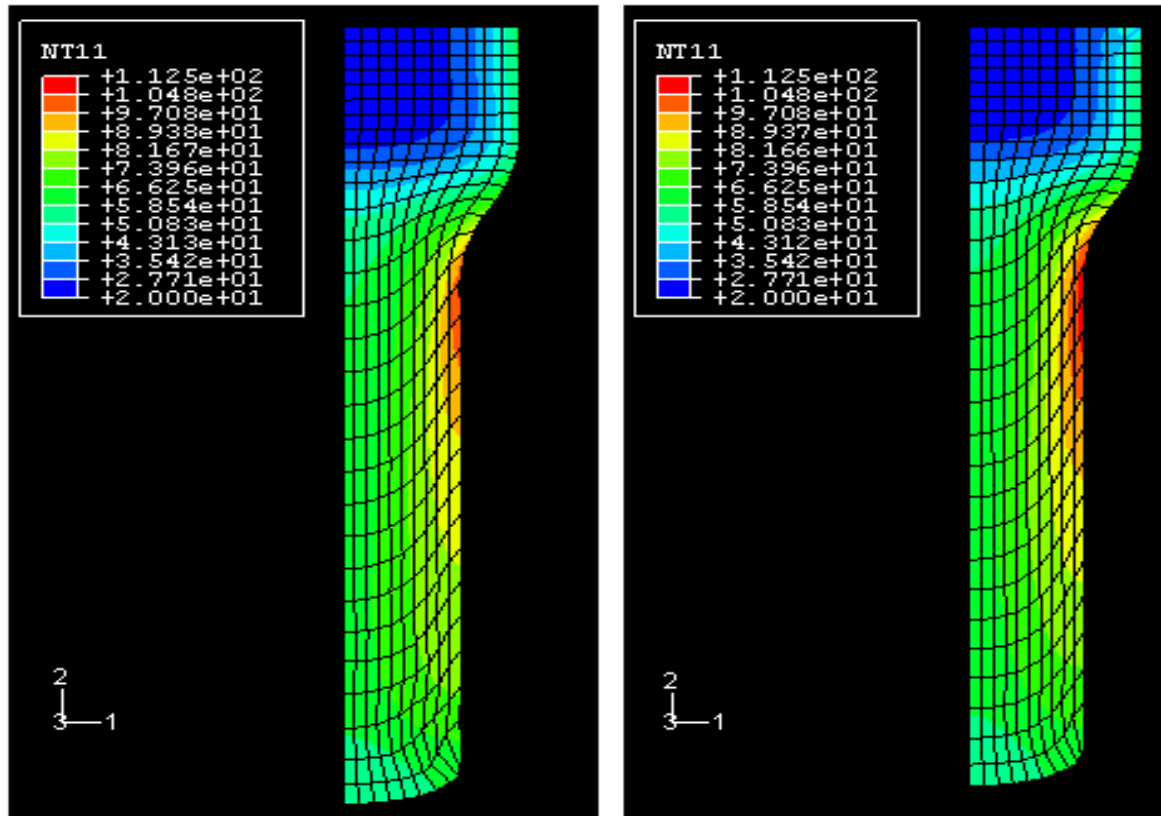 NT11
+1.125e+02
+1.048e+02
+9.708e+01
+8.938e+01
+8.167e+01
+7.396e+01
+6.625e+01
+5.854e+01
+5.083e+01
+4.313e+01
+3.542e+01
+2.771e+01
+2.000e+01
2
3 1
NT11
+1.125e+02
+1.048e+02
+9.708e+01
+8.937e+01
+8.166e+01
+7.396e+01
+6.625e+01
+5.854e+01
+5.083e+01
+4.312e+01
+3.542e+01
+2.771e+01
+2.000e+01
2
3 1